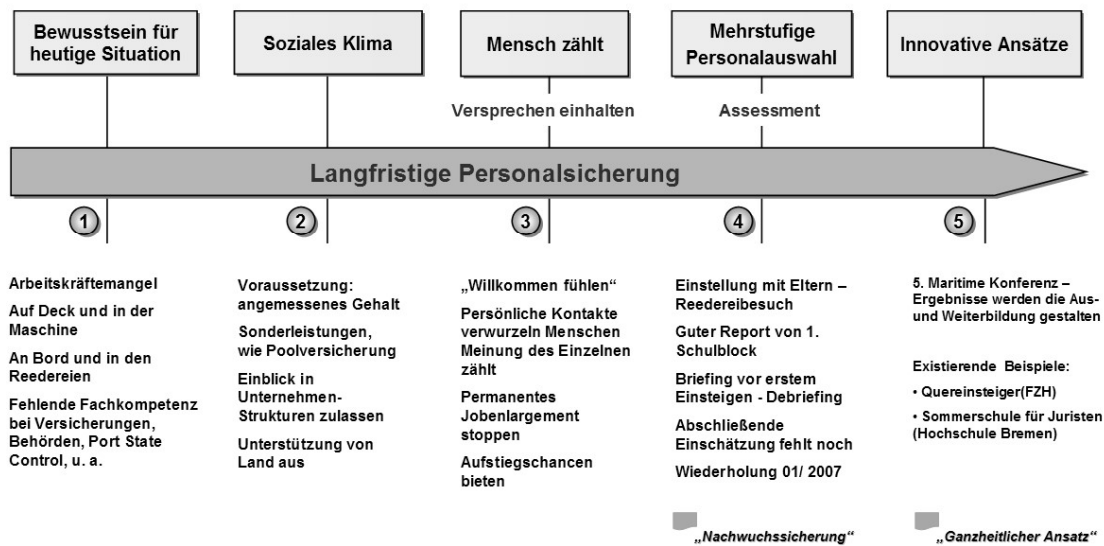 Bewusstsein für
heutige Situation
Soziales Klima
Mensch zählt
Mehrstufige
Personalauswahl
Innovative Ansätze
Versprechen einhalten
Assessment
Langfristige Personalsicherung
1
2
3
4
5
Arbeitskräftemangel
Auf Deck und in der
Maschine
An Bord und in den
Reedereien
Fehlende Fachkompetenz
bei Versicherungen,
Behörden, Port State
Control, u. a.
Voraussetzung:
angemessenes Gehalt
Sonderleistungen,
wie Poolversicherung
Einblick in
Unternehmen-
Strukturen zulassen
Unterstützung von
Land aus
„Willkommen fühlen“
Persönliche Kontakte
verwurzeln Menschen
Meinung des Einzelnen
zählt
Permanentes
Jobenlargement
stoppen
Aufstiegschancen
bieten
Einstellung mit Eltern –
Reedereibesuch
Guter Report von 1.
Schulblock
Briefing vor erstem
Einsteigen - Debriefing
Abschließende
Einschätzung fehlt noch
Wiederholung 01/ 2007
„Nachwuchssicherung“
5. Maritime Konferenz –
Ergebnisse werden die Aus-
und Weiterbildung gestalten
Existierende Beispiele:
• Quereinsteiger(FZH)
• Sommerschule für Juristen
(Hochschule Bremen)
„Ganzheitlicher Ansatz“